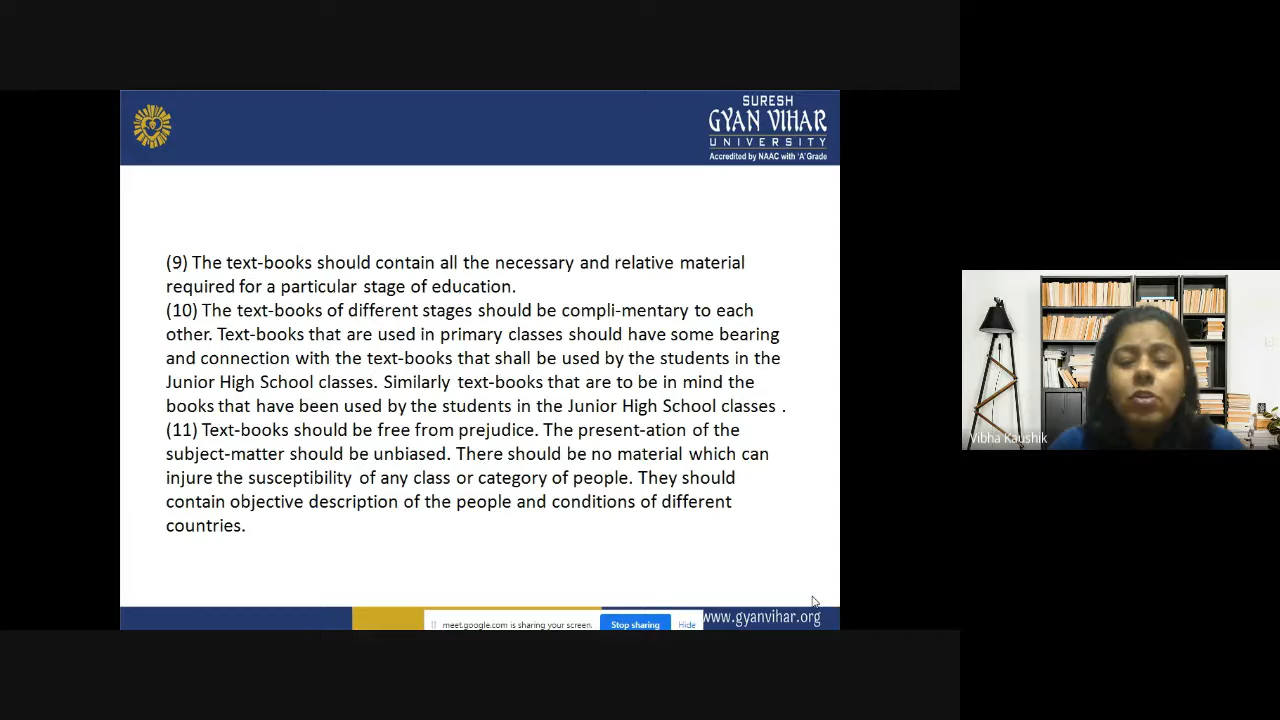 SURESH
GYAN VIHAR
UNIVERSITY
Accredited by NAAC with 'A' Grade
(9) The text-books should contain all the necessary and relative material
required for a particular stage of education.
(10) The text-books of different stages should be compli-mentary to each
other. Text-books that are used in primary classes should have some bearing
and connection with the text-books that shall be used by the students in the
Junior High School classes. Similarly text-books that are to be in mind the
books that have been used by the students in the Junior High School classes .
(11) Text-books should be free from prejudice. The present-ation of the
subject-matter should be unbiased. There should be no material which can
injure the susceptibility of any class or category of people. They should
contain objective description of the people and conditions of different
countries.
Vibha Kaushik
meet.google.com is sharing your screen. Stop sharing Hide
www.gyanvihar.org